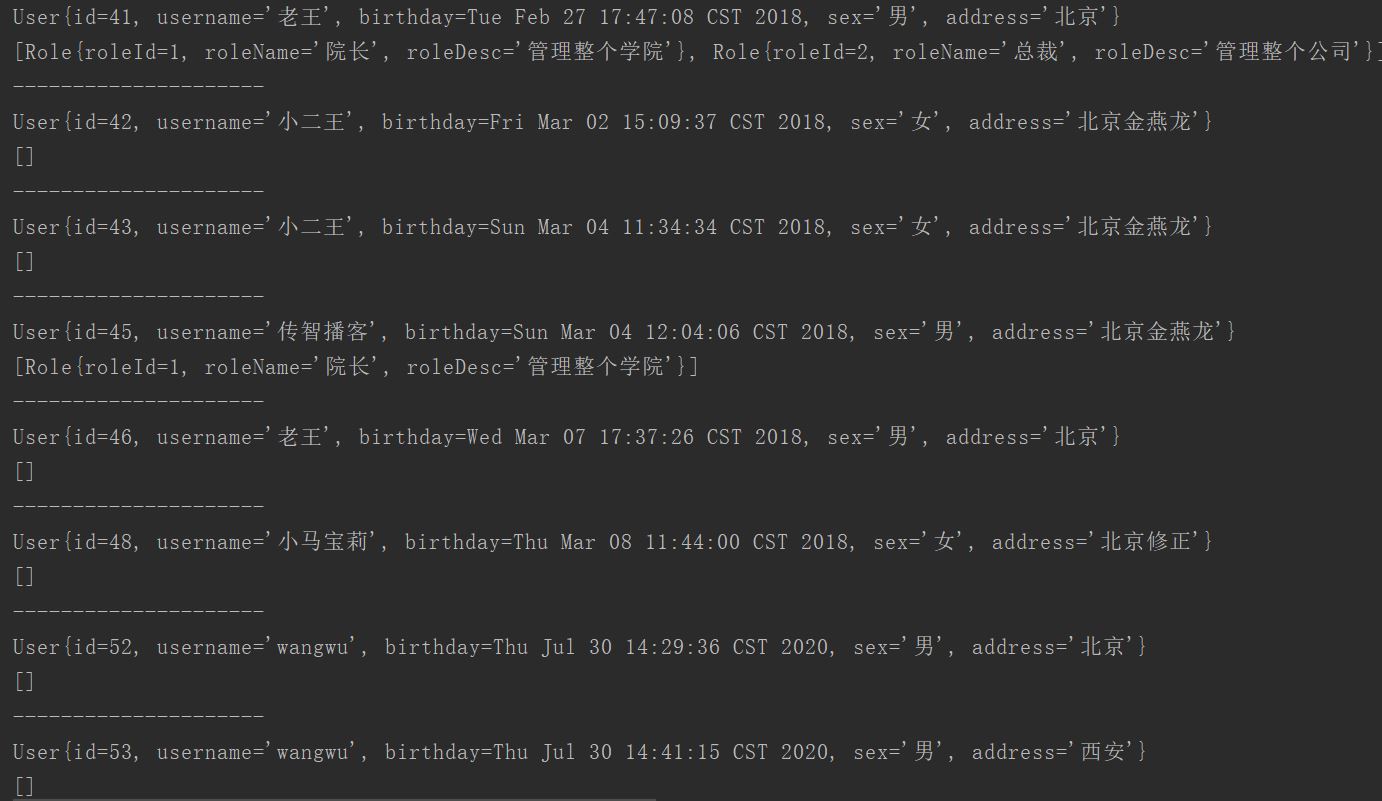 User{id=41, username='老王', birthday=Tue Feb 27 17:47:08 CST 2018, sex='男', address='北京'}
[Role{roleId=1, roleName='院长', roleDesc='管理整个学院'}, Role{roleId=2, roleName='总裁', roleDesc='管理整个公司'}]
---------------------
User{id=42, username='小二王', birthday=Fri Mar 02 15:09:37 CST 2018, sex='女', address='北京金燕龙'}
[]
---------------------
User{id=43, username='小二王', birthday=Sun Mar 04 11:34:34 CST 2018, sex='女', address='北京金燕龙'}
[]
---------------------
User{id=45, username='传智播客', birthday=Sun Mar 04 12:04:06 CST 2018, sex='男', address='北京金燕龙'}
[Role{roleId=1, roleName='院长', roleDesc='管理整个学院'}]
---------------------
User{id=46, username='老王', birthday=Wed Mar 07 17:37:26 CST 2018, sex='男', address='北京'}
[]
---------------------
User{id=48, username='小马宝莉', birthday=Thu Mar 08 11:44:00 CST 2018, sex='女', address='北京修正'}
[]
---------------------
User{id=52, username='wangwu', birthday=Thu Jul 30 14:29:36 CST 2020, sex='男', address='北京'}
[]
---------------------
User{id=53, username='wangwu', birthday=Thu Jul 30 14:41:15 CST 2020, sex='男', address='西安'}
[]